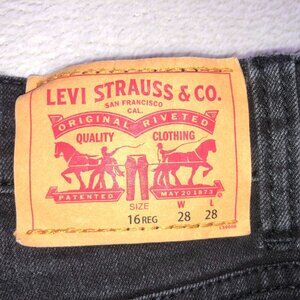 LEVI STRAUSS & CO.
SAN FRANCISCO
CAL.
ORIGINAL RIVETED
QUALITY CLOTHING
PATENTED MAY 20 1873
SIZE W L
16 REG 28 28